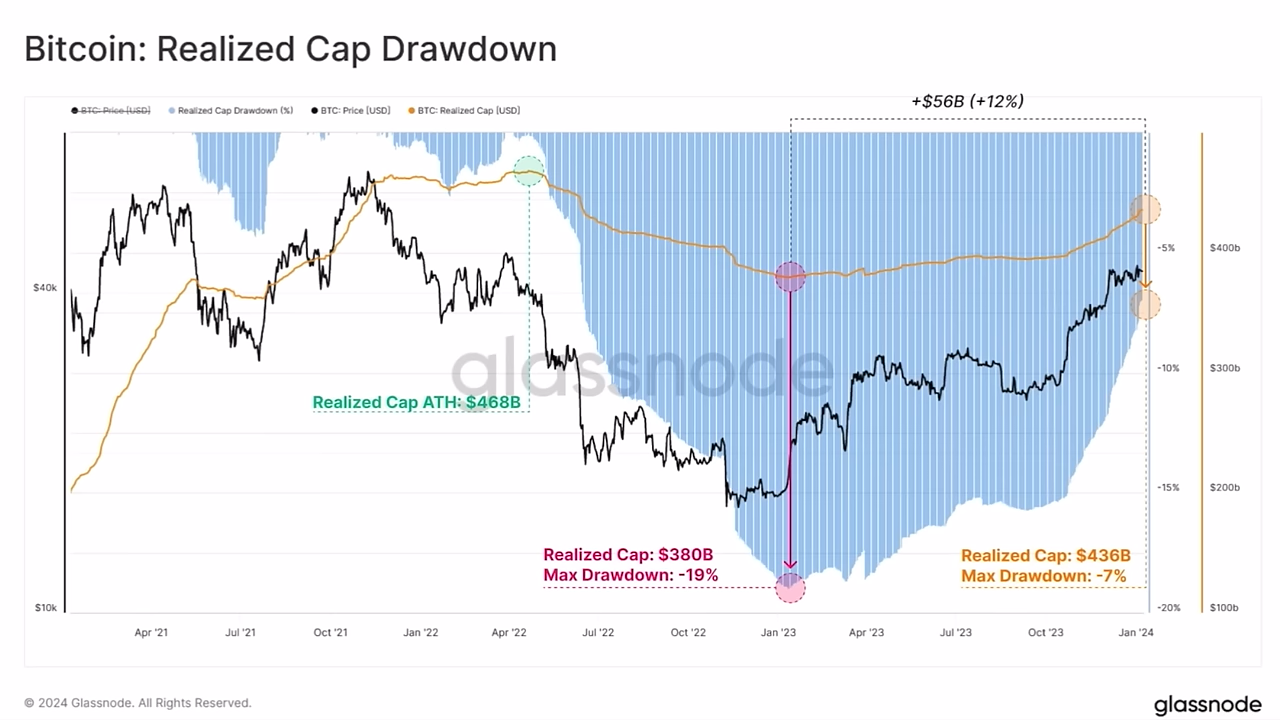 Bitcoin: Realized Cap Drawdown
BTC: Price [USD] Realized Cap Drawdown (%) BTC: Price [USD] BTC: Realized Cap [USD]
+$56B (+12%)
-5% $400b
$40k
glassnode
-10% $300b
Realized Cap ATH: $468B
-15% $200b
Realized Cap: $380B
Max Drawdown: -19%
Realized Cap: $436B
Max Drawdown: -7%
$10k -20% $100b
Apr '21 Jul '21 Oct '21 Jan '22 Apr '22 Jul '22 Oct '22 Jan '23 Apr '23 Jul '23 Oct '23 Jan '24
© 2024 Glassnode. All Rights Reserved.
glassnode